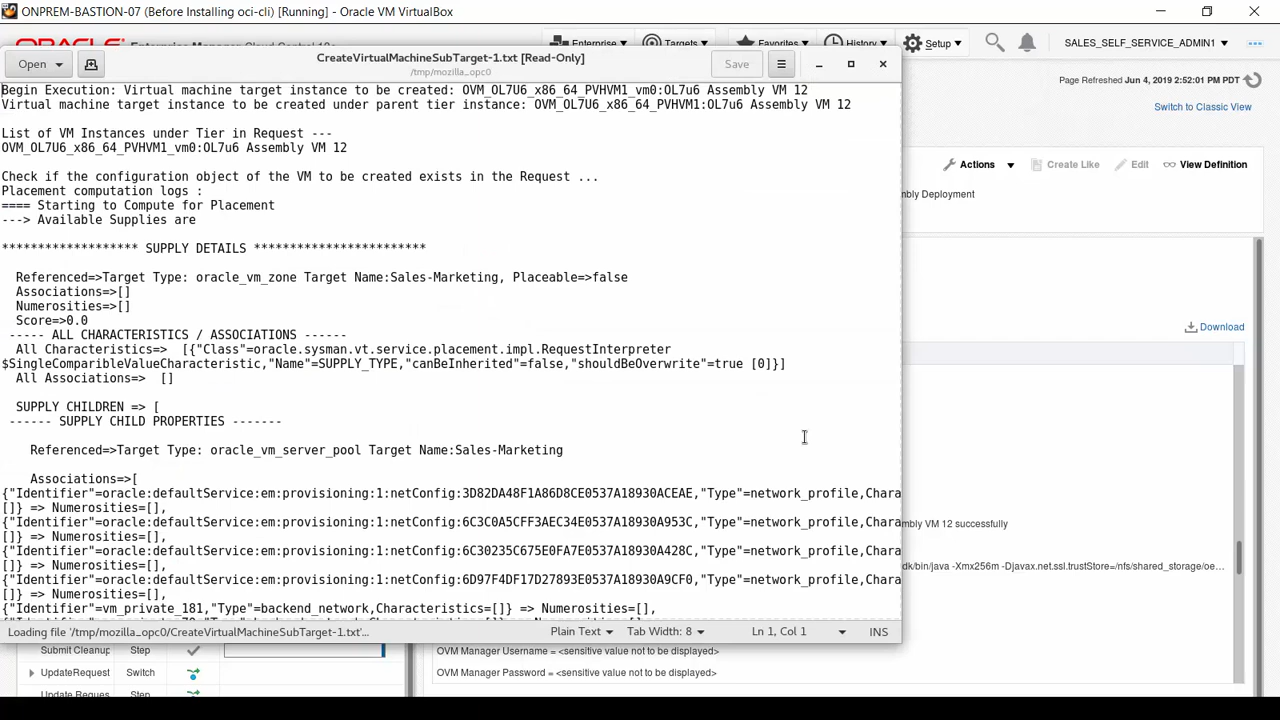 ONPREM-BASTION-07 (Before Installing oci-cli) [Running] - Oracle VM VirtualBox
Enterprise Targets Favorites History Setup SALES_SELF_SERVICE_ADMIN1
Open CreateVirtualMachineSubTarget-1.txt [Read-Only] Save
/tmp/mozilla_opc0
Page Refreshed Jun 4, 2019 2:52:01 PM PDT
Switch to Classic View
Actions Create Like Edit View Definition
Download
Begin Execution: Virtual machine target instance to be created: OVM_OL7U6_x86_64_PVHVM1_vm0:OL7u6 Assembly VM 12
Virtual machine target instance to be created under parent tier instance: OVM_OL7U6_x86_64_PVHVM1:OL7u6 Assembly VM 12
List of VM Instances under Tier in Request ---
OVM_OL7U6_x86_64_PVHVM1_vm0:OL7u6 Assembly VM 12
Check if the configuration object of the VM to be created exists in the Request ...
Placement computation logs :
==== Starting to Compute for Placement
---> Available Supplies are
******************* SUPPLY DETAILS ************************
Referenced=>Target Type: oracle_vm_zone Target Name:Sales-Marketing, Placeable=>false
Associations=>[]
Numerosities=>[]
Score=>0.0
----- ALL CHARACTERISTICS / ASSOCIATIONS ------
All Characteristics=> [{"Class"=oracle.sysman.vt.service.placement.impl.RequestInterpreter
$SingleComparibleValueCharacteristic,"Name"=SUPPLY_TYPE,"canBeInherited"=false,"shouldBeOverwrite"=true [0]}]
All Associations=> []
SUPPLY CHILDREN => [
------ SUPPLY CHILD PROPERTIES -------
Referenced=>Target Type: oracle_vm_server_pool Target Name:Sales-Marketing
Associations=>[
{"Identifier"=oracle:defaultService:em:provisioning:1:netConfig:3D82DA48F1A86D8CE0537A18930ACEAE,"Type"=network_profile,Chara
[]} => Numerosities=[],
{"Identifier"=oracle:defaultService:em:provisioning:1:netConfig:6C3C0A5CFF3AEC34E0537A18930A953C,"Type"=network_profile,Chara
[]} => Numerosities=[],
{"Identifier"=oracle:defaultService:em:provisioning:1:netConfig:6C30235C675E0FA7E0537A18930A428C,"Type"=network_profile,Chara
[]} => Numerosities=[],
{"Identifier"=oracle:defaultService:em:provisioning:1:netConfig:6D97F4DF17D27893E0537A18930A9CF0,"Type"=network_profile,Chara
[]} => Numerosities=[],
{"Identifier"=vm_private_181,"Type"=backend_network,Characteristics=[]} => Numerosities=[],
Loading file '/tmp/mozilla_opc0/CreateVirtualMachineSubTarget-1.txt'... Plain Text Tab Width: 8 Ln 1, Col 1 INS
bly Deployment
mbly VM 12 successfully
dk/bin/java -Xmx256m -Djavax.net.ssl.trustStore=/nfs/shared_storage/oe...
Submit Cleanup Step
UpdateRequest Switch
Update Reques Step
OVM Manager Username = <sensitive value not to be displayed>
OVM Manager Password = <sensitive value not to be displayed>